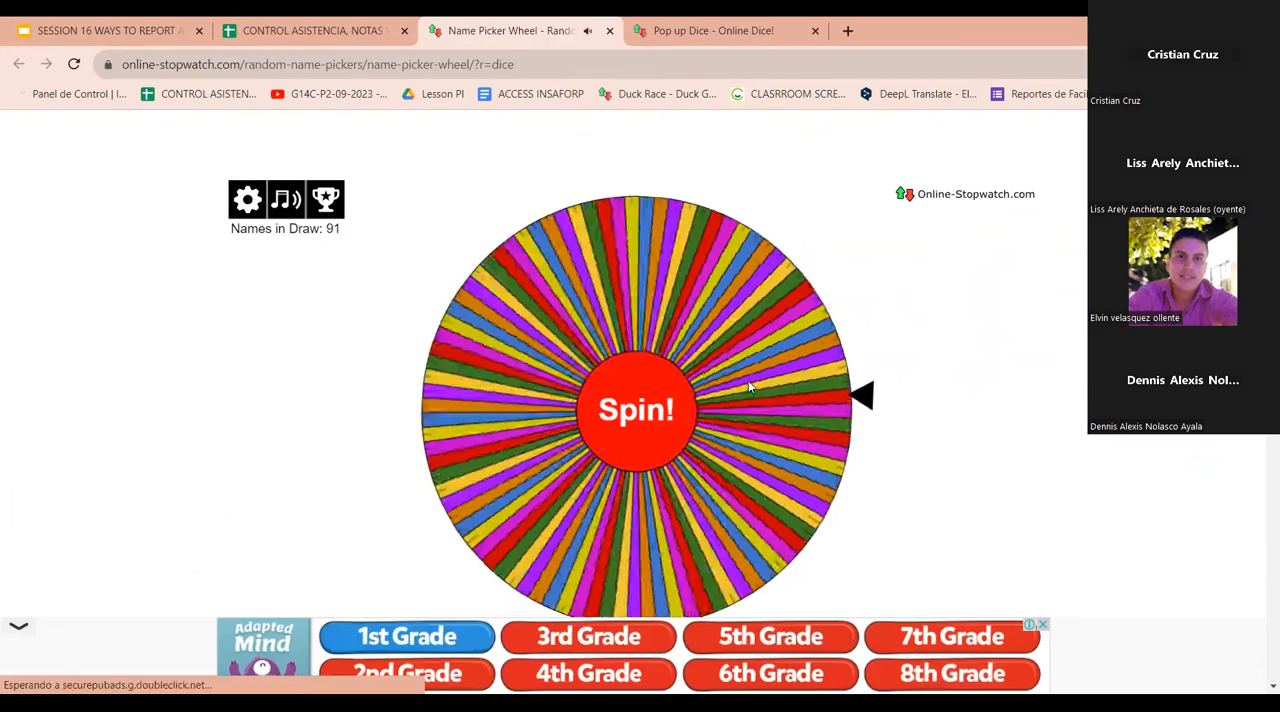 SESSION 16 WAYS TO REPORT A
CONTROL ASISTENCIA, NOTAS
Name Picker Wheel - Rand
Pop up Dice - Online Dice!
online-stopwatch.com/random-name-pickers/name-picker-wheel/?r=dice
Panel de Control | I...
CONTROL ASISTEN...
G14C-P2-09-2023 -...
Lesson PI
ACCESS INSAFORP
Duck Race - Duck G...
CLASRROOM SCRE...
DeepL Translate - El...
Reportes de Facil
Names in Draw: 91
Online-Stopwatch.com
Spin!
Cristian Cruz
Cristian Cruz
Liss Arely Anchiet...
Liss Arely Anchieta de Rosales (oyente)
Elvin velasquez ollente
Dennis Alexis Nol...
Dennis Alexis Nolasco Ayala
Adapted
Mind
1st Grade
3rd Grade
5th Grade
7th Grade
2nd Grade
4th Grade
6th Grade
8th Grade
Esperando a securepubads.g.doubleclick.net...